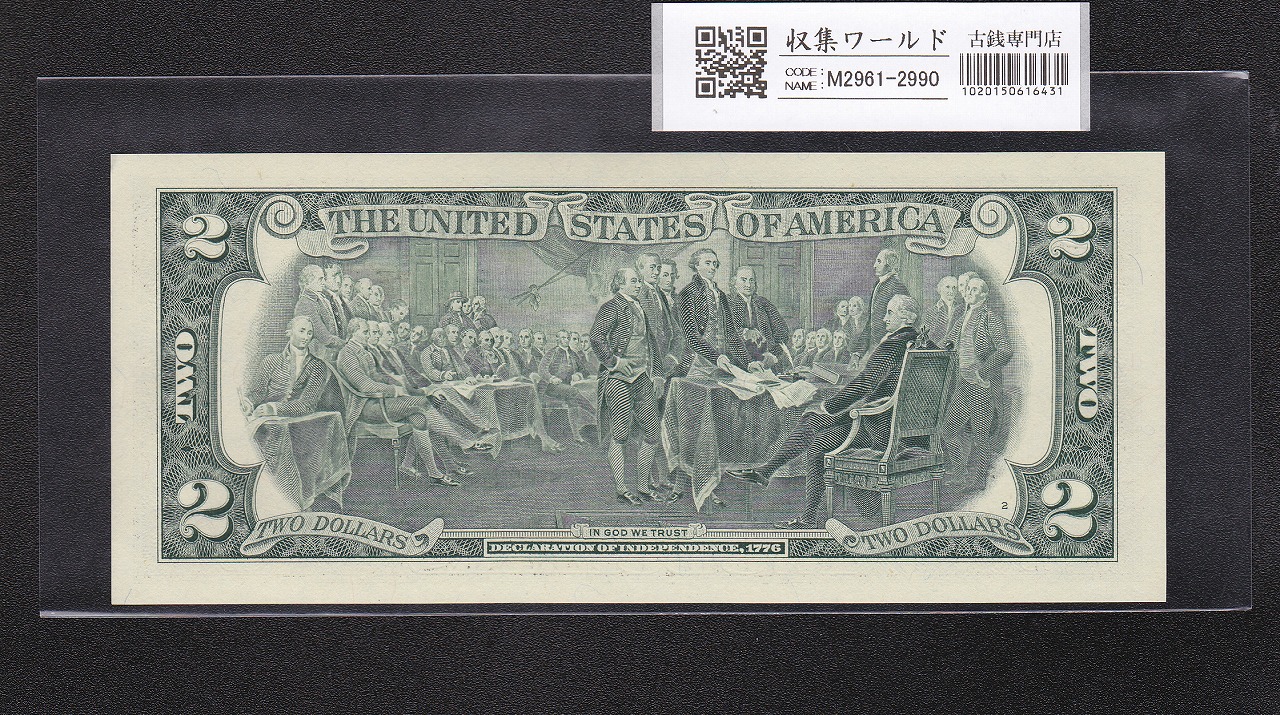 収集ワールド 古銭専門店
CODE:
NAME: M2961-2990
1020150616431
2 THE UNITED STATES OF AMERICA 2
TWO TWO
2
2 TWO DOLLARS IN GOD WE TRUST TWO DOLLARS 2
DECLARATION OF INDEPENDENCE, 1776